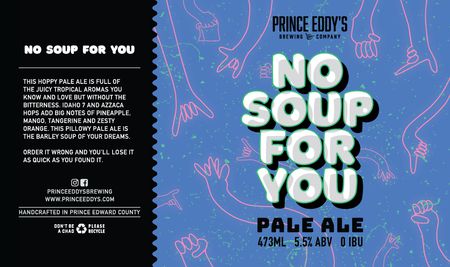 NO SOUP FOR YOU
THIS HOPPY PALE ALE IS FULL OF
THE JUICY TROPICAL AROMAS YOU
KNOW AND LOVE BUT WITHOUT THE
BITTERNESS. IDAHO 7 AND AZZACA
HOPS ADD BIG NOTES OF PINEAPPLE,
MANGO, TANGERINE AND ZESTY
ORANGE. THIS PILLOWY PALE ALE IS
THE BARLEY SOUP OF YOUR DREAMS.
ORDER IT WRONG AND YOU'LL LOSE IT
AS QUICK AS YOU FOUND IT.
PRINCEEDDYSBREWING
WWW.PRINCEEDDYS.COM
HANDCRAFTED IN PRINCE EDWARD COUNTY
DON'T BE
A CHAD
PLEASE
RECYCLE
PRINCE EDDY'S
BREWING COMPANY
NO
SOUP
FOR
YOU
PALE ALE
473ML 5.5% ABV 0 IBU